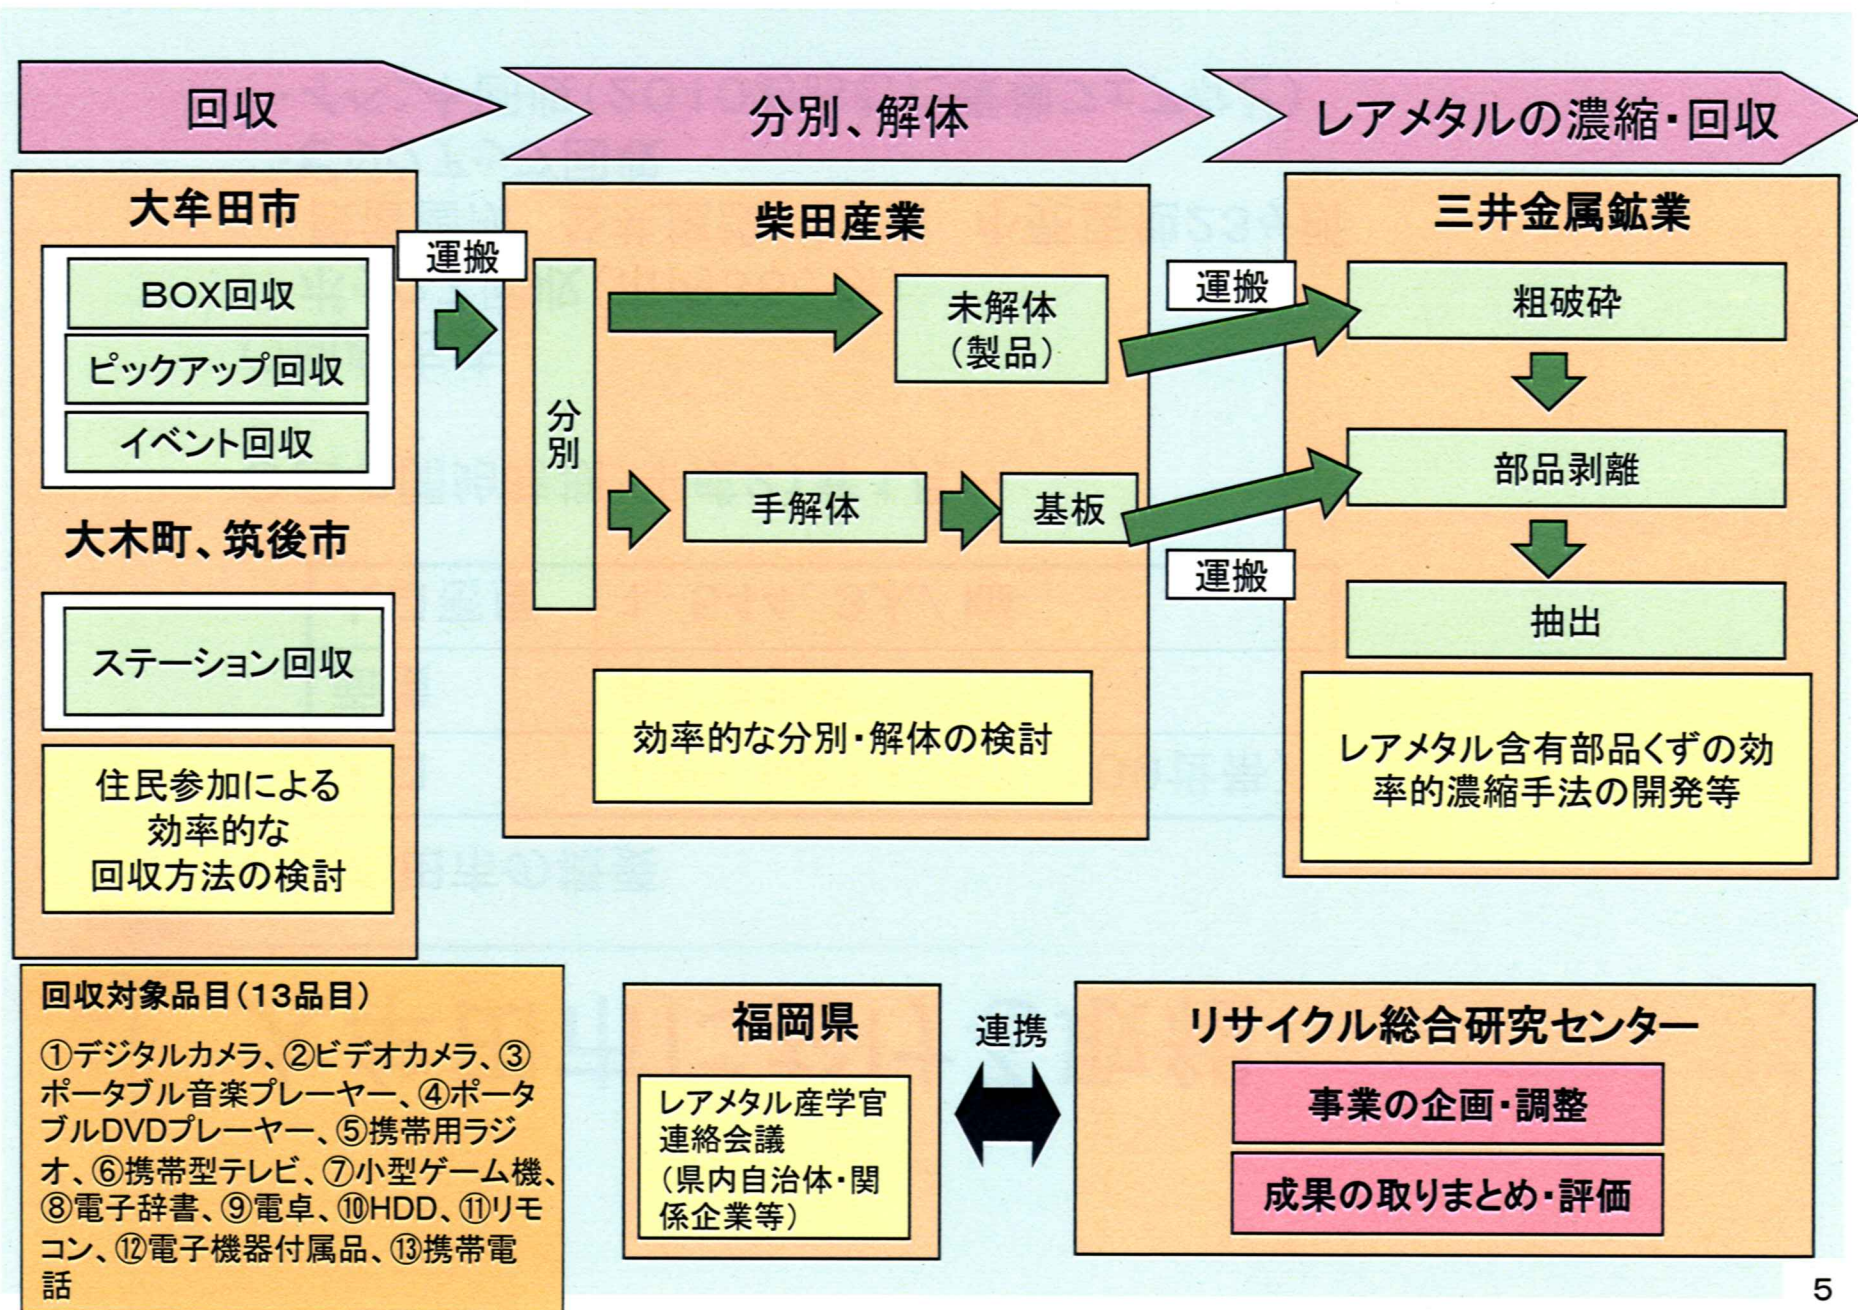 回収
分別、解体
レアメタルの濃縮・回収
大牟田市
BOX回収
ピックアップ回収
イベント回収
大木町、筑後市
ステーション回収
住民参加による
効率的な
回収方法の検討
運搬
柴田産業
分別
未解体
(製品)
手解体
基板
効率的な分別・解体の検討
運搬
運搬
三井金属鉱業
粗破砕
部品剥離
抽出
レアメタル含有部品くずの効
率的濃縮手法の開発等
回収対象品目(13品目)
①デジタルカメラ、②ビデオカメラ、③
ポータブル音楽プレーヤー、④ポータ
ブルDVDプレーヤー、⑤携帯用ラジ
オ、⑥携帯型テレビ、⑦小型ゲーム機、
⑧電子辞書、⑨電卓、⑩HDD、⑪リモ
コン、⑫電子機器付属品、⑬携帯電
話
福岡県
レアメタル産学官
連絡会議
(県内自治体・関
係企業等)
連携
リサイクル総合研究センター
事業の企画・調整
成果の取りまとめ・評価
5